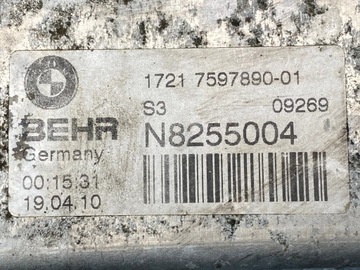 1721 7597890-01
S3 09269
BEHR N8255004
Germany
00:15:31
19.04.10